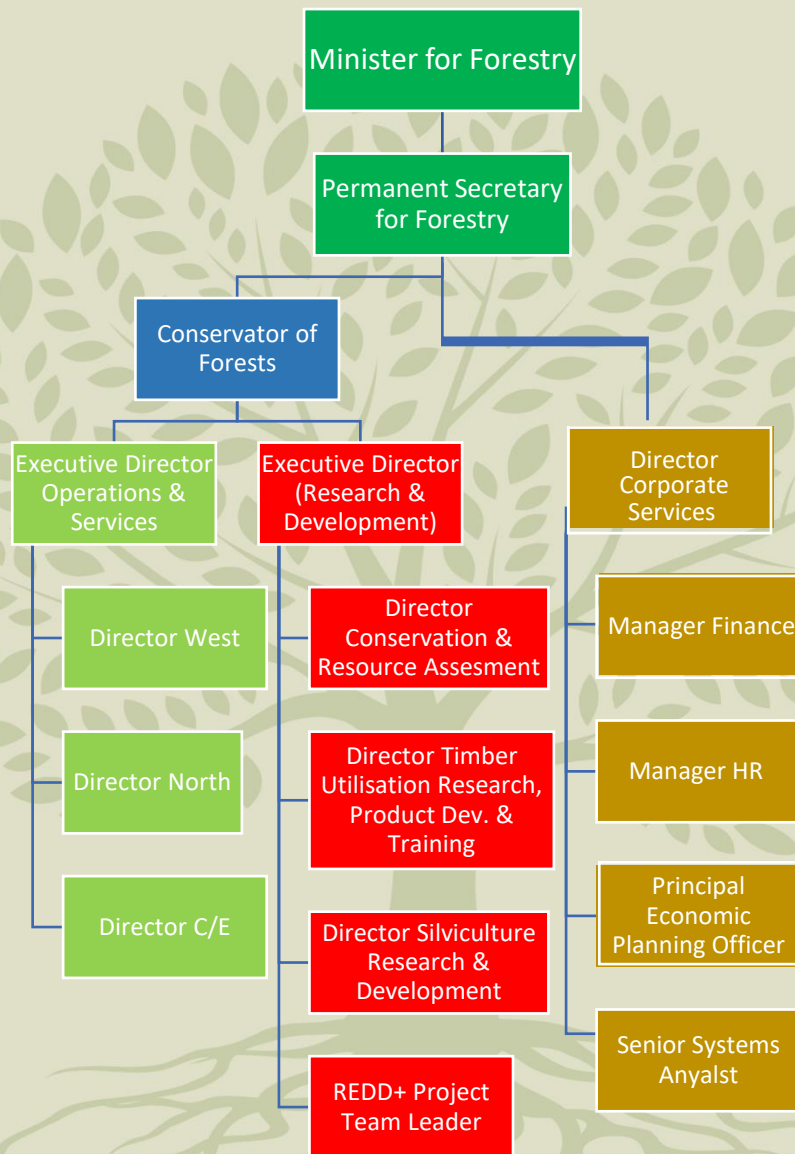 Minister for Forestry
Permanent Secretary
for Forestry
Conservator of
Forests
Executive Director
Operations &
Services
Executive Director
(Research &
Development)
Director
Corporate
Services
Director West
Director North
Director C/E
Director
Conservation &
Resource Assesment
Director Timber
Utilisation Research,
Product Dev. &
Training
Director Silviculture
Research &
Development
REDD+ Project
Team Leader
Manager Finance
Manager HR
Principal
Economic
Planning Officer
Senior Systems
Anyalst